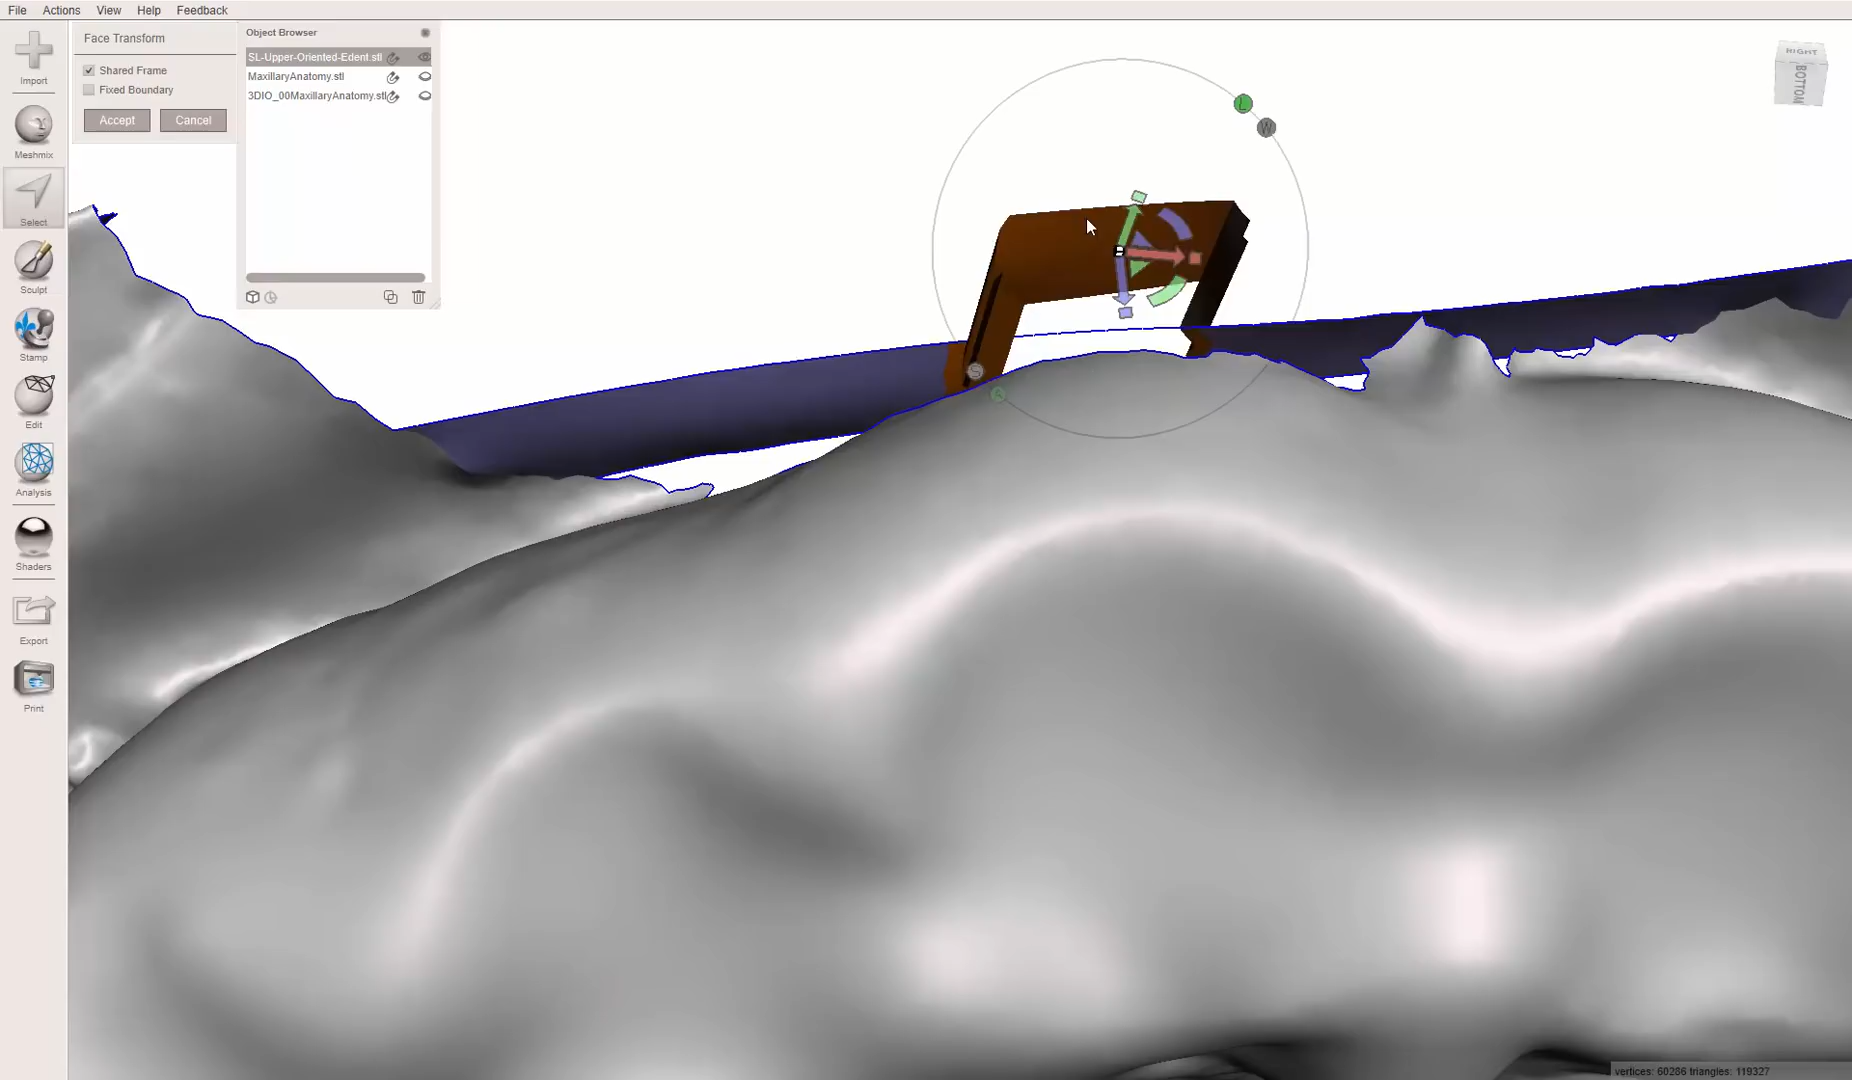 File Actions View Help Feedback
Import
Meshmix
Select
Sculpt
Stamp
Edit
Analysis
Shaders
Export
Print
Face Transform
Shared Frame
Fixed Boundary
Accept Cancel
Object Browser
SL-Upper-Oriented-Edent.stl
MaxillaryAnatomy.stl
3DIO_00MaxillaryAnatomy.stl
L
W
S
RIGHT
BOTTOM
vertices: 60286 triangles: 119327